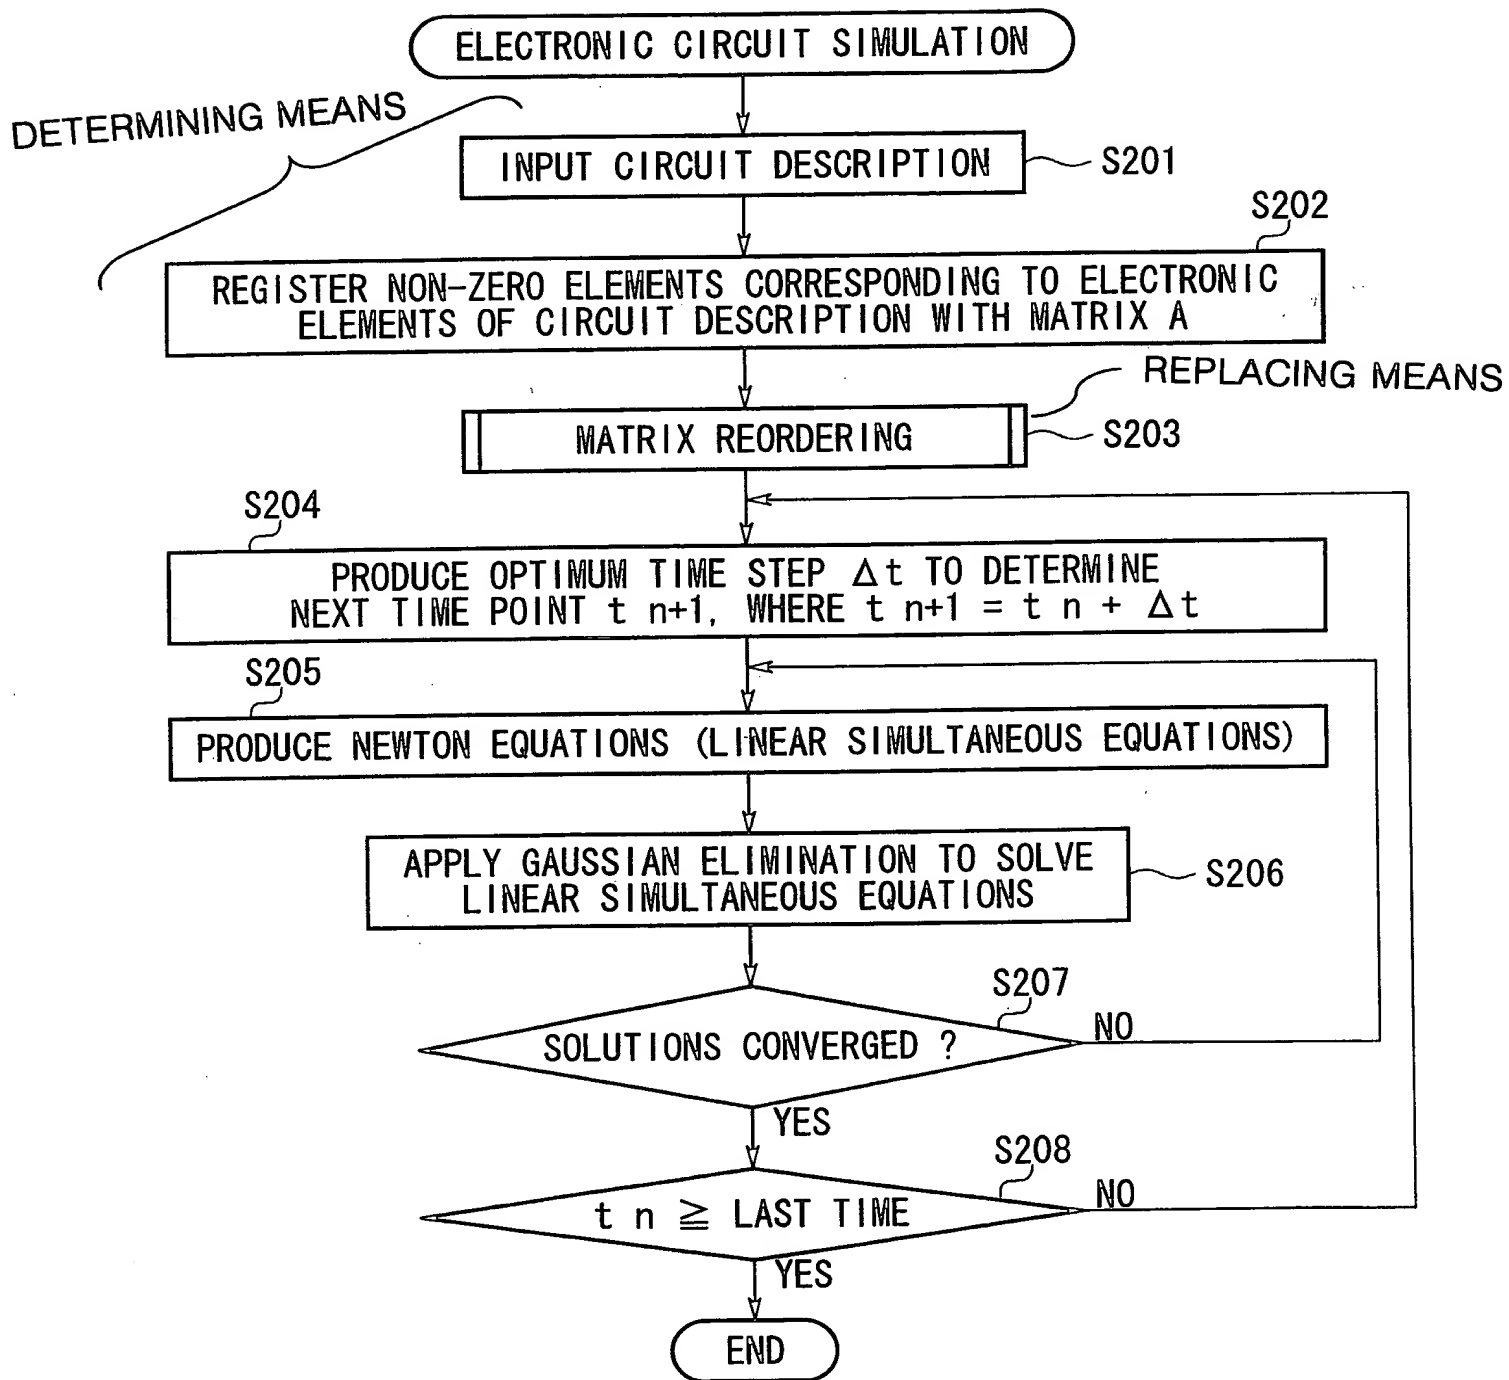 ELECTRONIC CIRCUIT SIMULATION
DETERMINING MEANS
INPUT CIRCUIT DESCRIPTION
S201
S202
REGISTER NON-ZERO ELEMENTS CORRESPONDING TO ELECTRONIC
ELEMENTS OF CIRCUIT DESCRIPTION WITH MATRIX A
REPLACING MEANS
MATRIX REORDERING
S203
S204
PRODUCE OPTIMUM TIME STEP Δt TO DETERMINE
NEXT TIME POINT t n+1, WHERE t n+1 = t n + Δt
S205
PRODUCE NEWTON EQUATIONS (LINEAR SIMULTANEOUS EQUATIONS)
APPLY GAUSSIAN ELIMINATION TO SOLVE
LINEAR SIMULTANEOUS EQUATIONS
S206
S207
SOLUTIONS CONVERGED ?
NO
YES
S208
t n ≧ LAST TIME
NO
YES
END